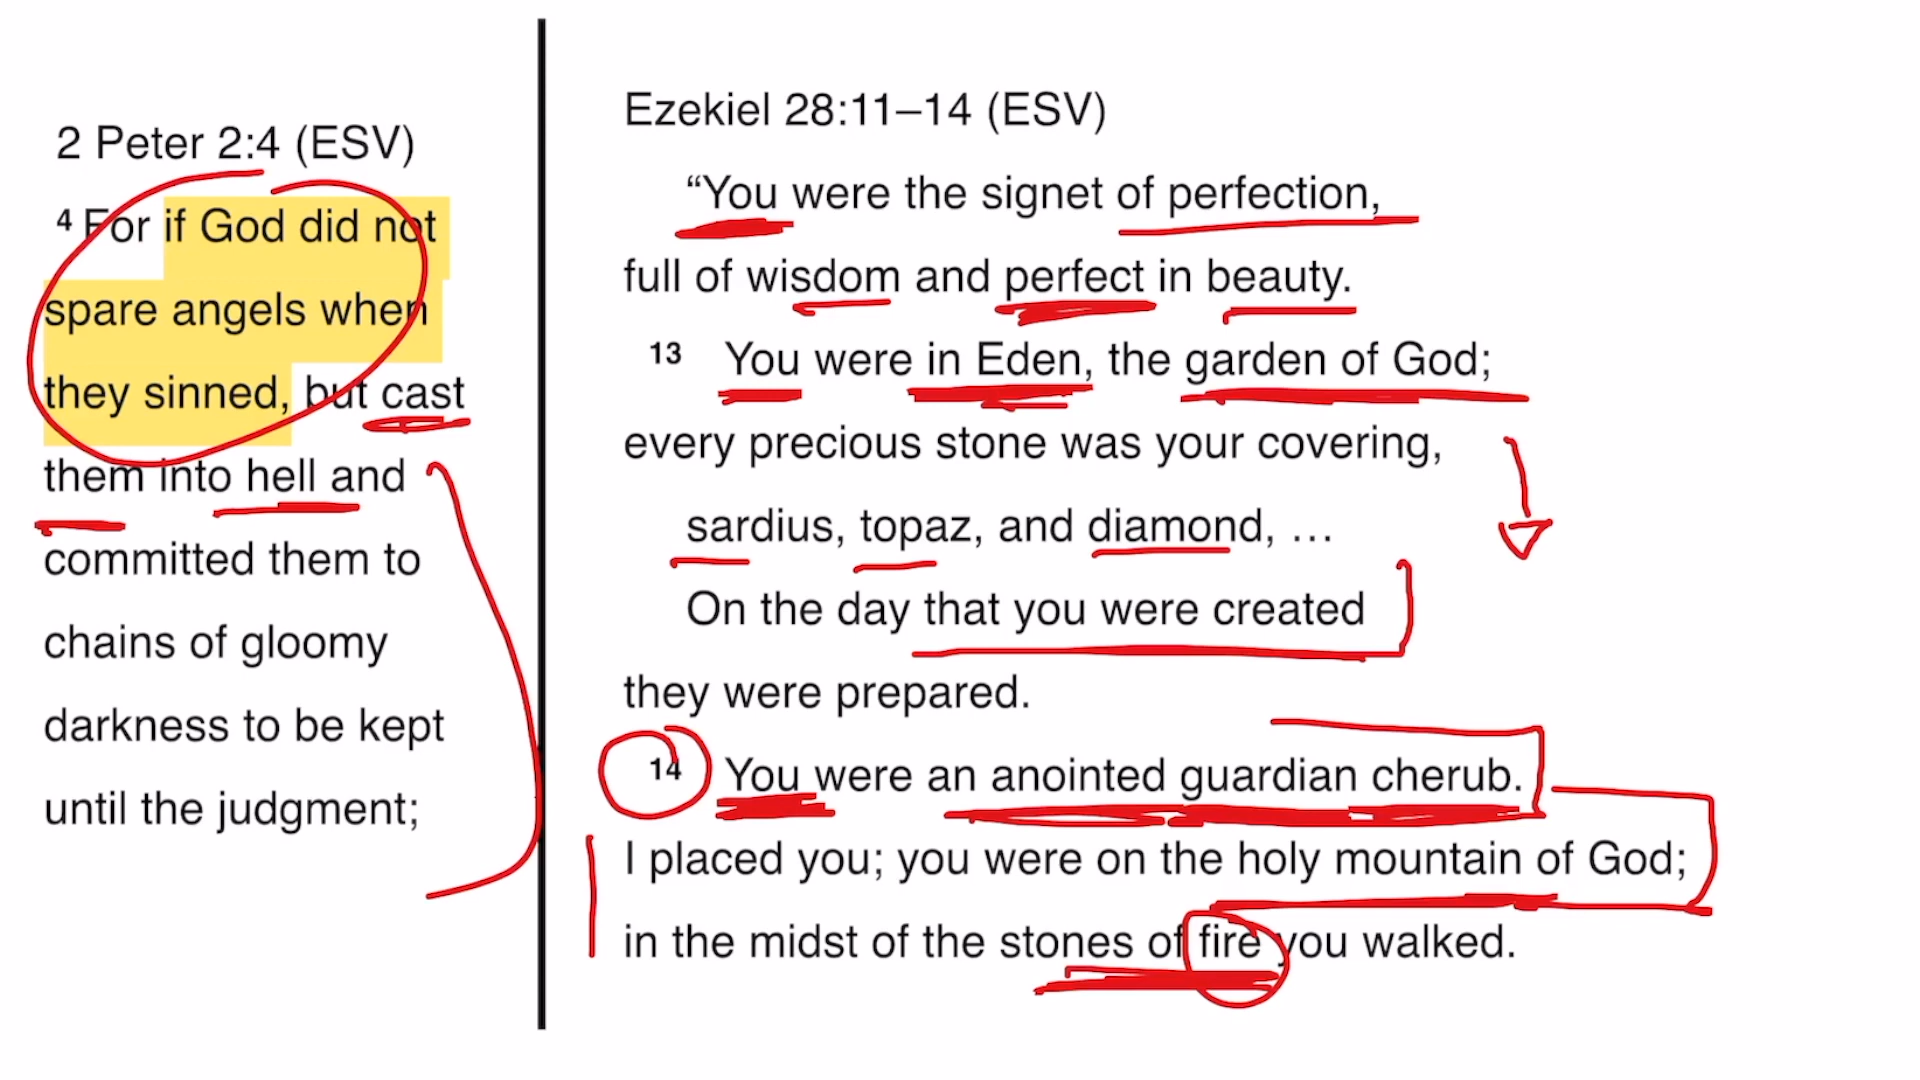 2 Peter 2:4 (ESV)
4 For if God did not
spare angels when
they sinned, but cast
them into hell and
committed them to
chains of gloomy
darkness to be kept
until the judgment;
Ezekiel 28:11–14 (ESV)
“You were the signet of perfection,
full of wisdom and perfect in beauty.
13 You were in Eden, the garden of God;
every precious stone was your covering,
sardius, topaz, and diamond, …
On the day that you were created
they were prepared.
14 You were an anointed guardian cherub.
I placed you; you were on the holy mountain of God;
in the midst of the stones of fire you walked.